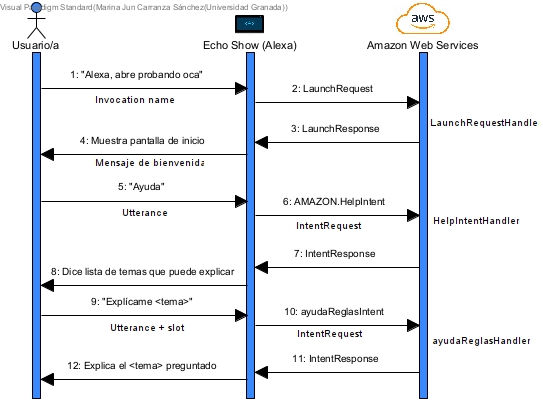 Visual Paradigm Standard(Marina Jun Carranza Sánchez(Universidad Granada))
aws
Usuario/a
Echo Show (Alexa)
Amazon Web Services
1: "Alexa, abre probando oca"
Invocation name
2: LaunchRequest
LaunchRequestHandle
3: LaunchResponse
4: Muestra pantalla de inicio
Mensaje de bienvenida
5: "Ayuda"
Utterance
6: AMAZON.HelpIntent
IntentRequest
HelpIntentHandler
7: IntentResponse
8: Dice lista de temas que puede explicar
9: "Explícame <tema>"
Utterance + slot
10: ayudaReglasIntent
IntentRequest
ayudaReglasHandler
11: IntentResponse
12: Explica el <tema> preguntado